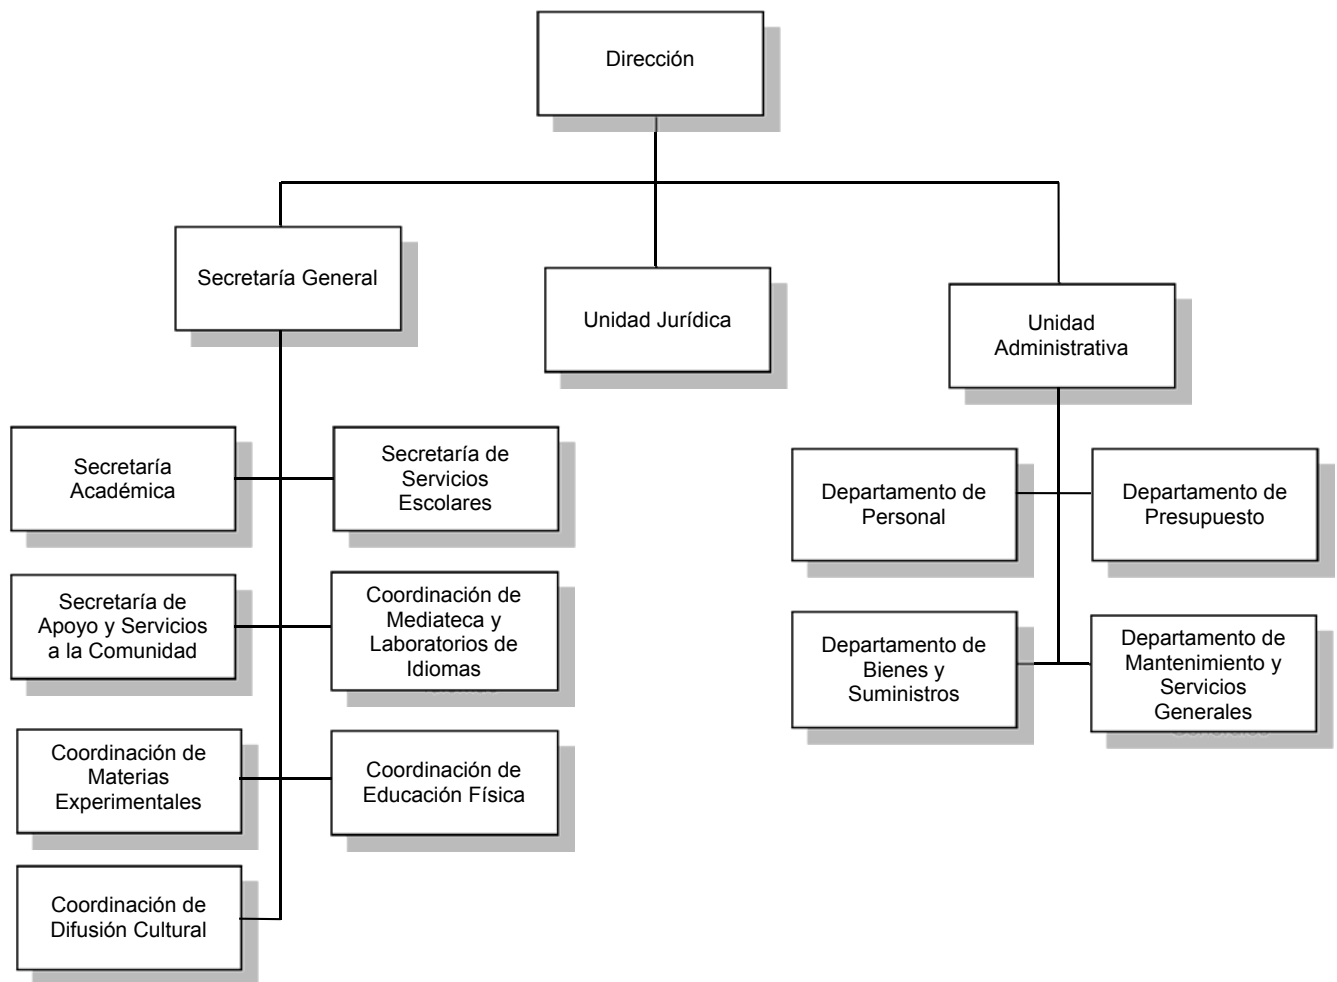 Dirección
Secretaría General
Unidad Jurídica
Unidad
Administrativa
Secretaría
Académica
Secretaría de
Servicios
Escolares
Departamento de
Personal
Departamento de
Presupuesto
Secretaría de
Apoyo y Servicios
a la Comunidad
Coordinación de
Mediateca y
Laboratorios de
Idiomas
Departamento de
Bienes y
Suministros
Departamento de
Mantenimiento y
Servicios
Generales
Coordinación de
Materias
Experimentales
Coordinación de
Educación Física
Coordinación de
Difusión Cultural